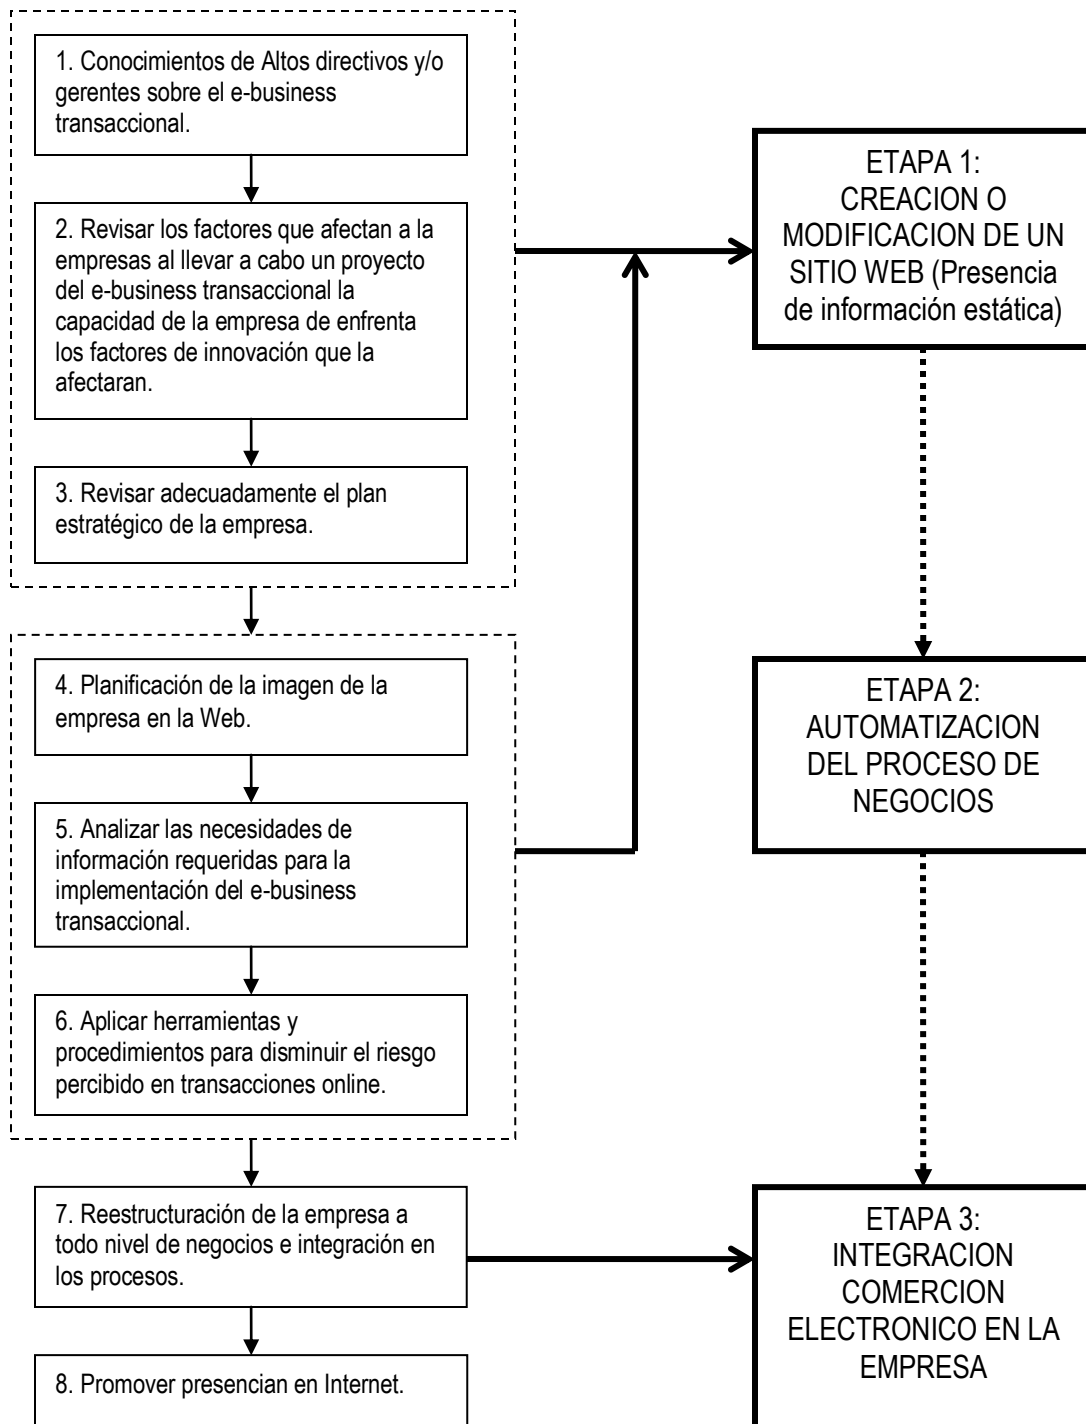 1. Conocimientos de Altos directivos y/o
gerentes sobre el e-business
transaccional.
2. Revisar los factores que afectan a la
empresas al llevar a cabo un proyecto
del e-business transaccional la
capacidad de la empresa de enfrenta
los factores de innovación que la
afectaran.
3. Revisar adecuadamente el plan
estratégico de la empresa.
4. Planificación de la imagen de la
empresa en la Web.
5. Analizar las necesidades de
información requeridas para la
implementación del e-business
transaccional.
6. Aplicar herramientas y
procedimientos para disminuir el riesgo
percibido en transacciones online.
7. Reestructuración de la empresa a
todo nivel de negocios e integración en
los procesos.
8. Promover presencian en Internet.
ETAPA 1:
CREACION O
MODIFICACION DE UN
SITIO WEB (Presencia
de información estática)
ETAPA 2:
AUTOMATIZACION
DEL PROCESO DE
NEGOCIOS
ETAPA 3:
INTEGRACION
COMERCION
ELECTRONICO EN LA
EMPRESA